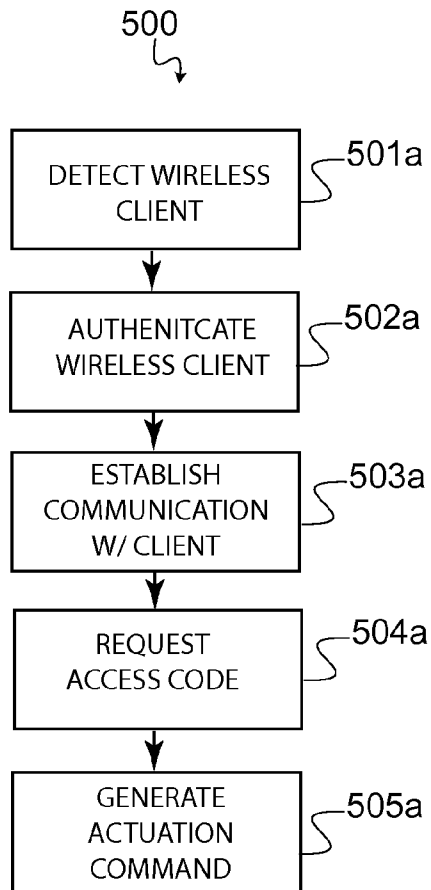 500
DETECT WIRELESS
CLIENT
501a
AUTHENITCATE
WIRELESS CLIENT
502a
ESTABLISH
COMMUNICATION
W/ CLIENT
503a
REQUEST
ACCESS CODE
504a
GENERATE
ACTUATION
COMMAND
505a